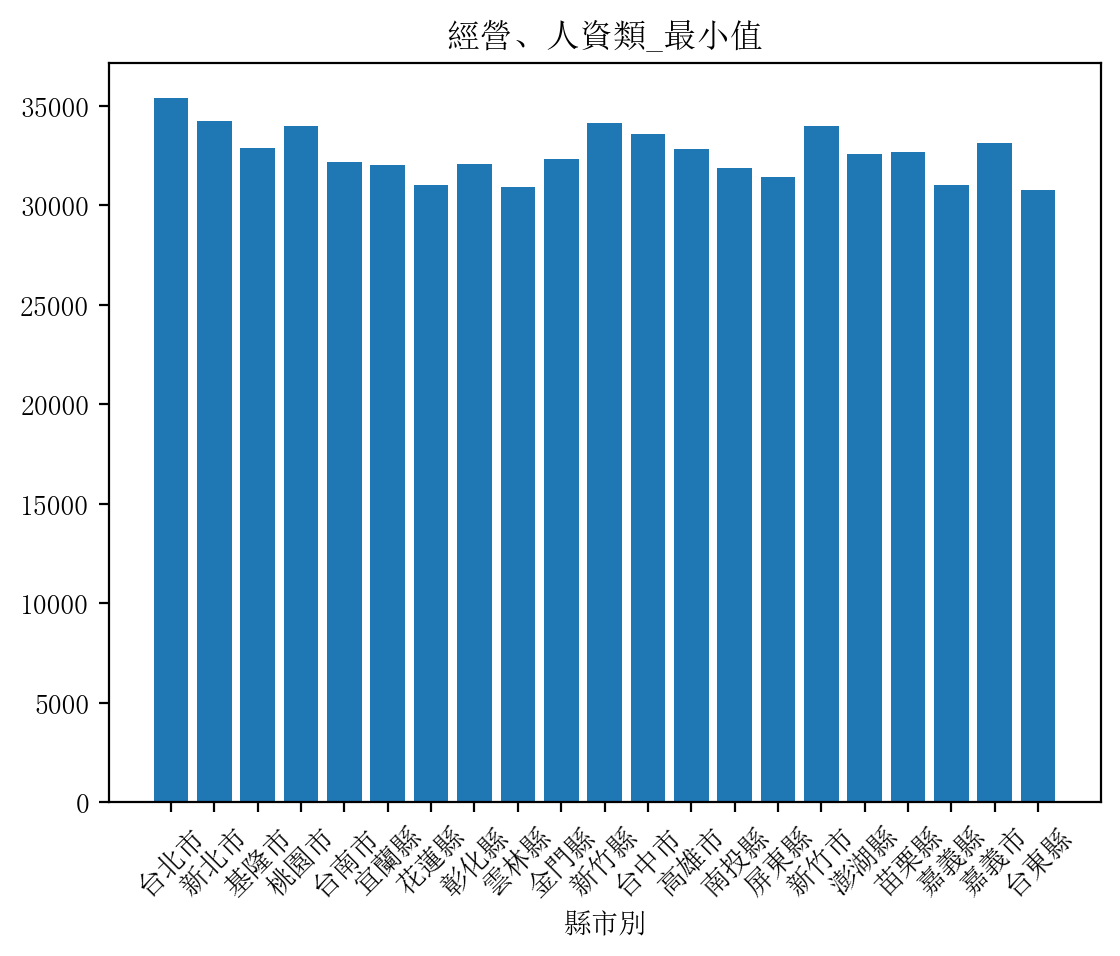 經營、人資類_最小值
35000
30000
25000
20000
15000
10000
5000
0
台北市
新北市
基隆市
桃園市
台南市
宜蘭縣
花蓮縣
彰化縣
雲林縣
金門縣
新竹縣
台中市
高雄市
南投縣
屏東縣
新竹市
澎湖縣
苗栗縣
嘉義縣
嘉義市
台東縣
縣市別